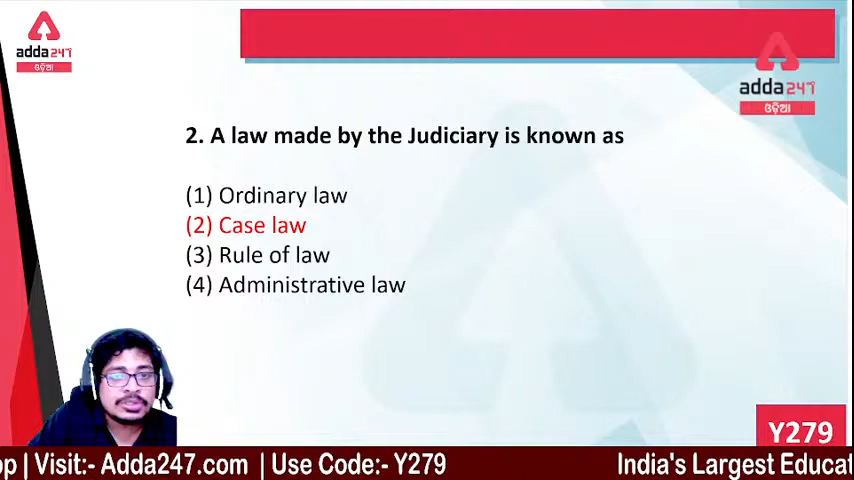 adda247
ଓଡ଼ିଆ
adda247
ଓଡ଼ିଆ
2. A law made by the Judiciary is known as
(1) Ordinary law
(2) Case law
(3) Rule of law
(4) Administrative law
Y279
| Visit:- Adda247.com | Use Code:- Y279 India's Largest